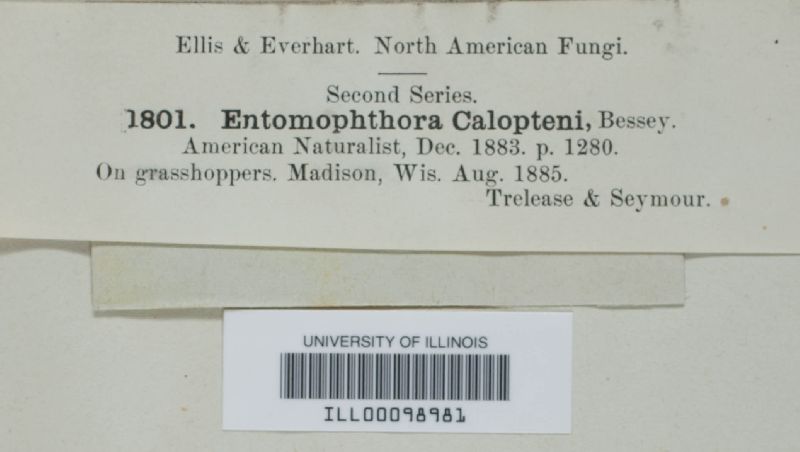 Ellis & Everhart. North American Fungi.
Second Series.
1801. Entomophthora Calopteni, Bessey.
American Naturalist, Dec. 1883. p. 1280.
On grasshoppers. Madison, Wis. Aug. 1885.
Trelease & Seymour.
UNIVERSITY OF ILLINOIS
ILL00098981